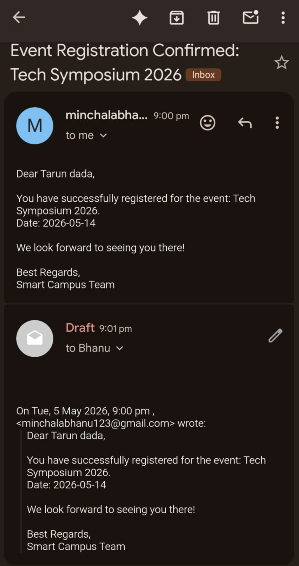 Event Registration Confirmed:
Tech Symposium 2026 Inbox
M
minchalabha... 9:00 pm
to me
Dear Tarun dada,
You have successfully registered for the event: Tech
Symposium 2026.
Date: 2026-05-14
We look forward to seeing you there!
Best Regards,
Smart Campus Team
Draft 9:01 pm
to Bhanu
On Tue, 5 May 2026, 9:00 pm ,
<minchalabhanu123@gmail.com> wrote:
Dear Tarun dada,
You have successfully registered for the event: Tech
Symposium 2026.
Date: 2026-05-14
We look forward to seeing you there!
Best Regards,
Smart Campus Team